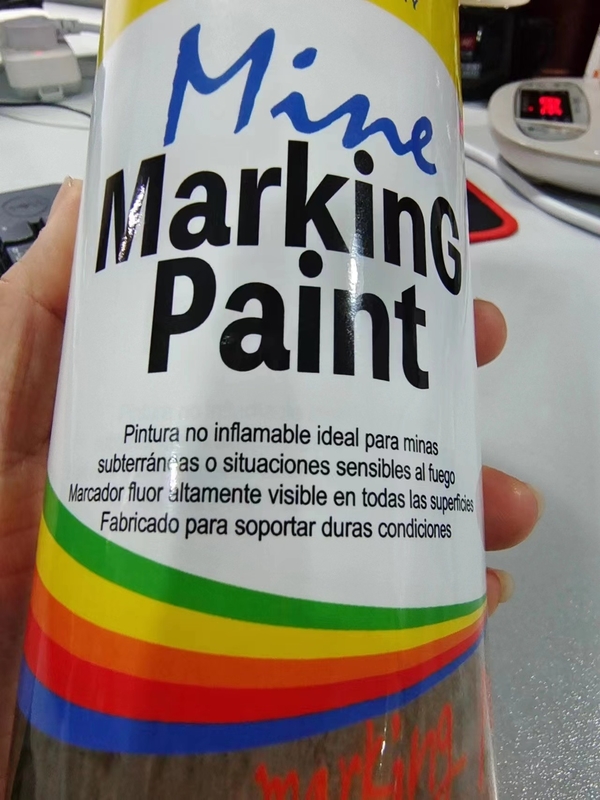 Mine
MarkinG
Paint
Pintura no inflamable ideal para minas
subterráneas o situaciones sensibles al fuego
Marcador fluor altamente visible en todas las superficies
Fabricado para soportar duras condiciones
marking